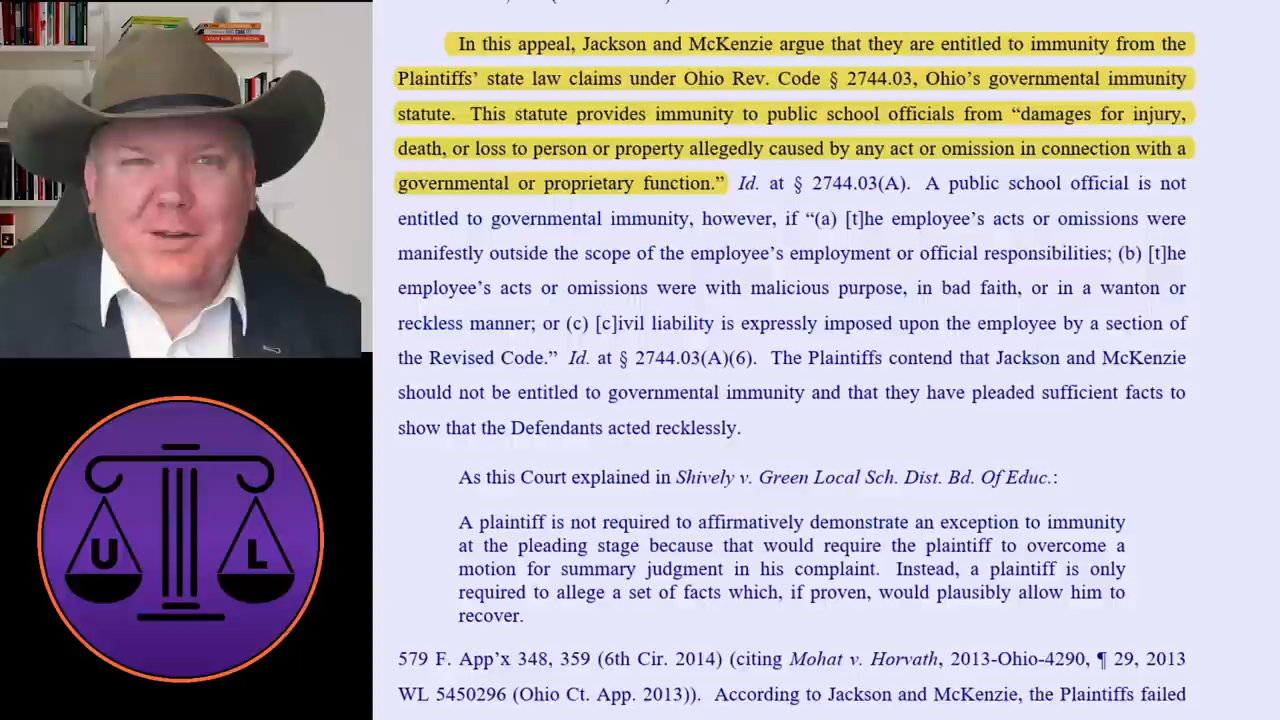 In this appeal, Jackson and McKenzie argue that they are entitled to immunity from the
Plaintiffs’ state law claims under Ohio Rev. Code § 2744.03, Ohio’s governmental immunity
statute. This statute provides immunity to public school officials from “damages for injury,
death, or loss to person or property allegedly caused by any act or omission in connection with a
governmental or proprietary function.” Id. at § 2744.03(A). A public school official is not
entitled to governmental immunity, however, if “(a) [t]he employee’s acts or omissions were
manifestly outside the scope of the employee’s employment or official responsibilities; (b) [t]he
employee’s acts or omissions were with malicious purpose, in bad faith, or in a wanton or
reckless manner; or (c) [c]ivil liability is expressly imposed upon the employee by a section of
the Revised Code.” Id. at § 2744.03(A)(6). The Plaintiffs contend that Jackson and McKenzie
should not be entitled to governmental immunity and that they have pleaded sufficient facts to
show that the Defendants acted recklessly.
As this Court explained in Shively v. Green Local Sch. Dist. Bd. Of Educ.:
A plaintiff is not required to affirmatively demonstrate an exception to immunity
at the pleading stage because that would require the plaintiff to overcome a
motion for summary judgment in his complaint. Instead, a plaintiff is only
required to allege a set of facts which, if proven, would plausibly allow him to
recover.
579 F. App’x 348, 359 (6th Cir. 2014) (citing Mohat v. Horvath, 2013-Ohio-4290, ¶ 29, 2013
WL 5450296 (Ohio Ct. App. 2013)). According to Jackson and McKenzie, the Plaintiffs failed
U L